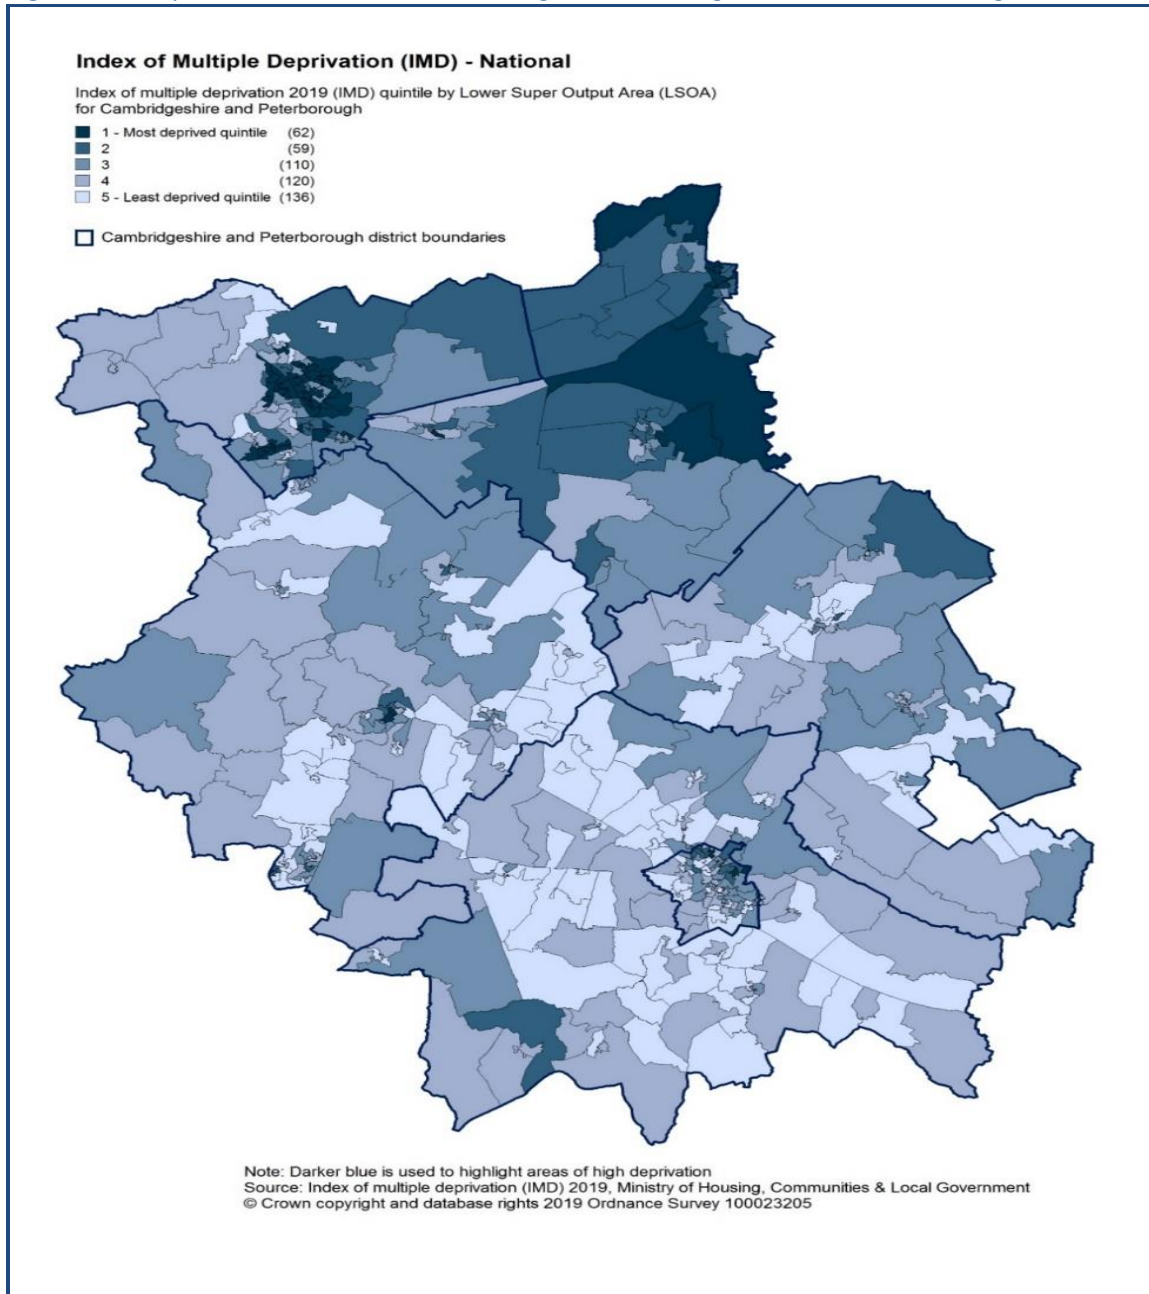 Index of Multiple Deprivation (IMD) - National
Index of multiple deprivation 2019 (IMD) quintile by Lower Super Output Area (LSOA)
for Cambridgeshire and Peterborough
1 - Most deprived quintile (62)
2 (59)
3 (110)
4 (120)
5 - Least deprived quintile (136)
Cambridgeshire and Peterborough district boundaries
Note: Darker blue is used to highlight areas of high deprivation
Source: Index of multiple deprivation (IMD) 2019, Ministry of Housing, Communities & Local Government
© Crown copyright and database rights 2019 Ordnance Survey 100023205